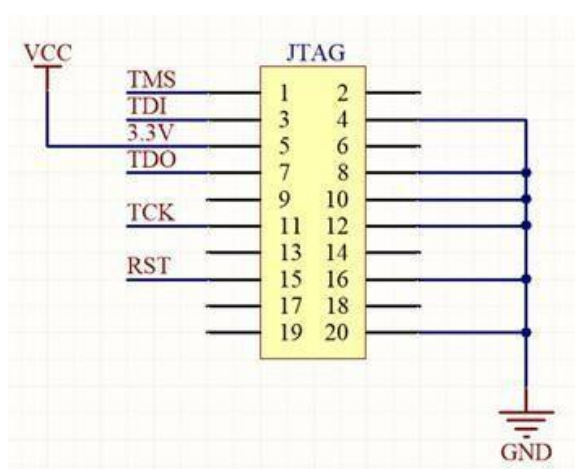 VCC
JTAG
TMS
1 2
TDI
3 4
3.3V
5 6
TDO
7 8
9 10
TCK
11 12
13 14
RST
15 16
17 18
19 20
GND